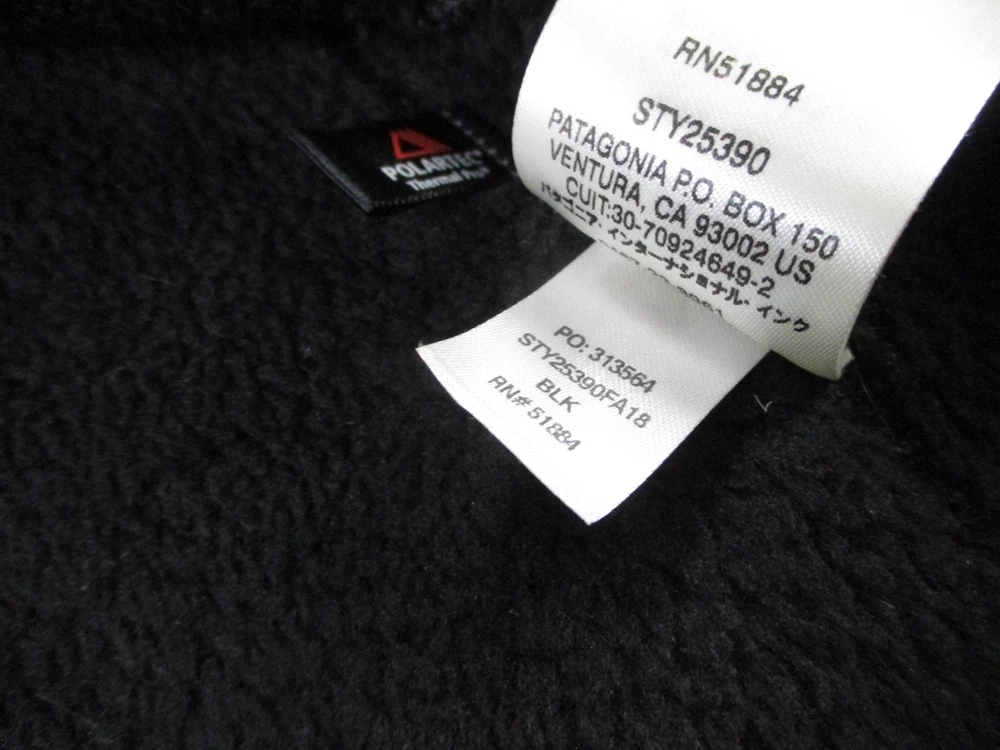 POLARTEC
Thermal Pro
RN51884
STY25390
PATAGONIA P.O. BOX 150
VENTURA, CA 93002 US
CUIT:30-70924649-2
パタゴニア・インターナショナル・インク
PO: 313564
STY25390FA18
BLK
RN# 51884